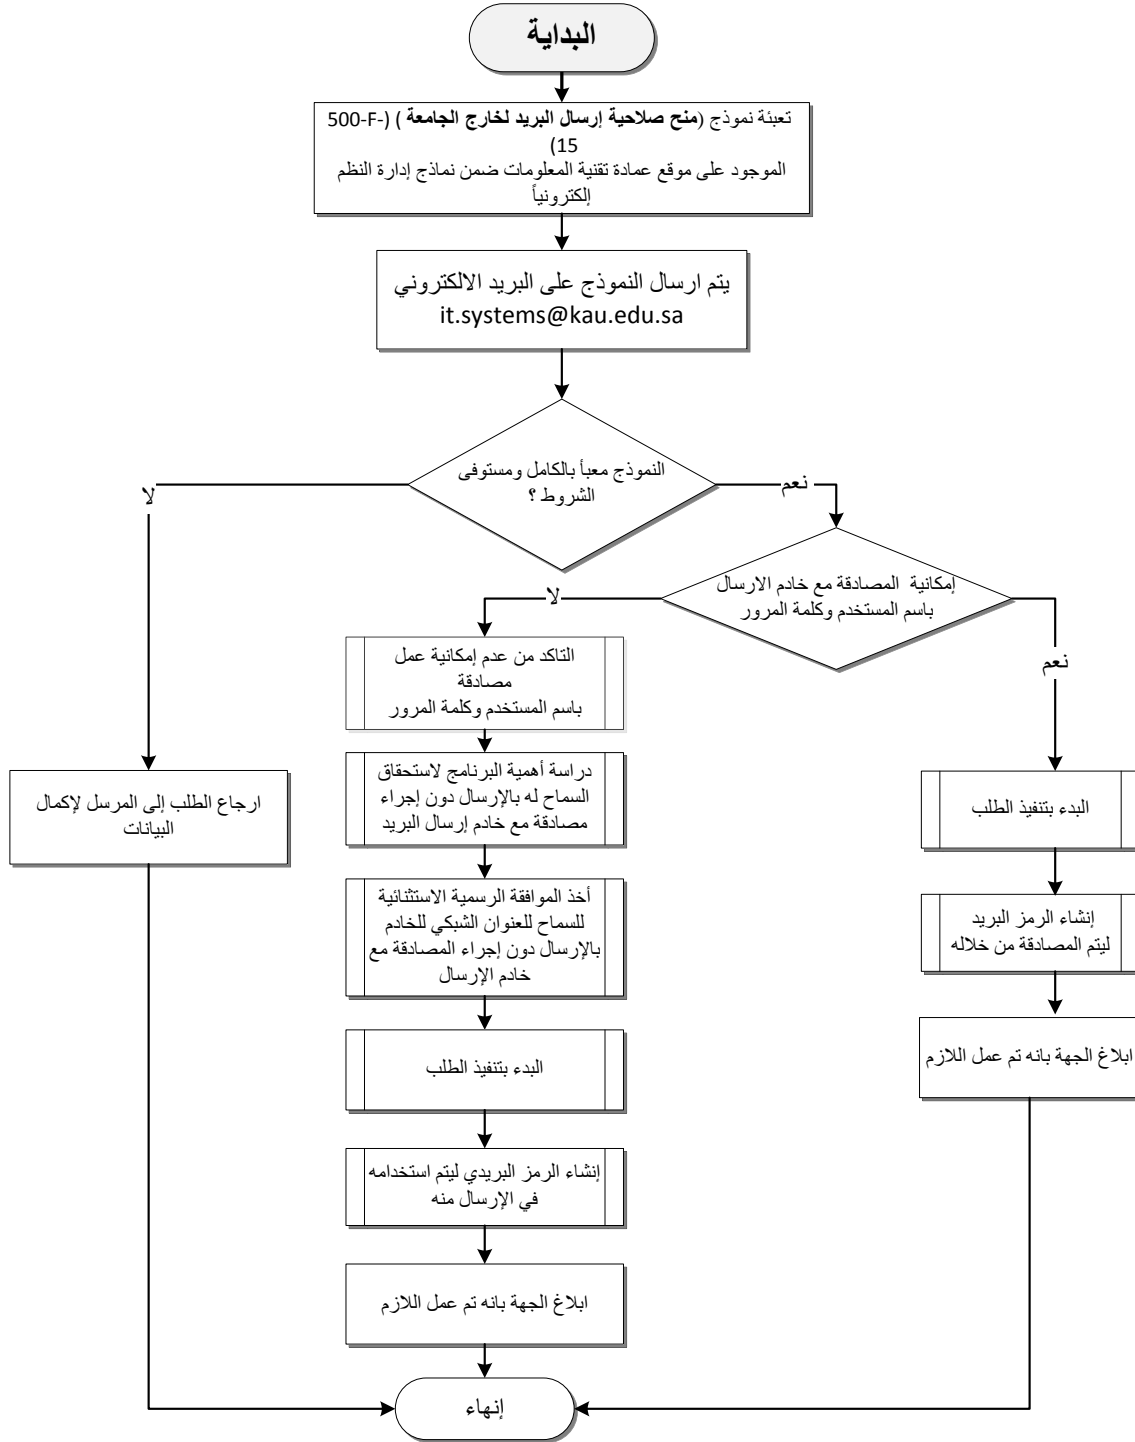 البداية
تعبئة نموذج (منح صلاحية إرسال البريد لخارج الجامعة ) (500-F-
15)
الموجود على موقع عمادة تقنية المعلومات ضمن نماذج إدارة النظم
إلكترونياً
يتم ارسال النموذج على البريد الالكتروني
it.systems@kau.edu.sa
النموذج معبأ بالكامل ومستوفى
الشروط ؟
نعم
لا
إمكانية المصادقة مع خادم الارسال
باسم المستخدم وكلمة المرور
نعم
لا
التاكد من عدم إمكانية عمل
مصادقة
باسم المستخدم وكلمة المرور
دراسة أهمية البرنامج لاستحقاق
السماح له بالإرسال دون إجراء
مصادقة مع خادم إرسال البريد
أخذ الموافقة الرسمية الاستثنائية
للسماح للعنوان الشبكي للخادم
بالإرسال دون إجراء المصادقة مع
خادم الإرسال
البدء بتنفيذ الطلب
إنشاء الرمز البريدي ليتم استخدامه
في الإرسال منه
ابلاغ الجهة بانه تم عمل اللازم
البدء بتنفيذ الطلب
إنشاء الرمز البريد
ليتم المصادقة من خلاله
ابلاغ الجهة بانه تم عمل اللازم
ارجاع الطلب إلى المرسل لإكمال
البيانات
إنهاء